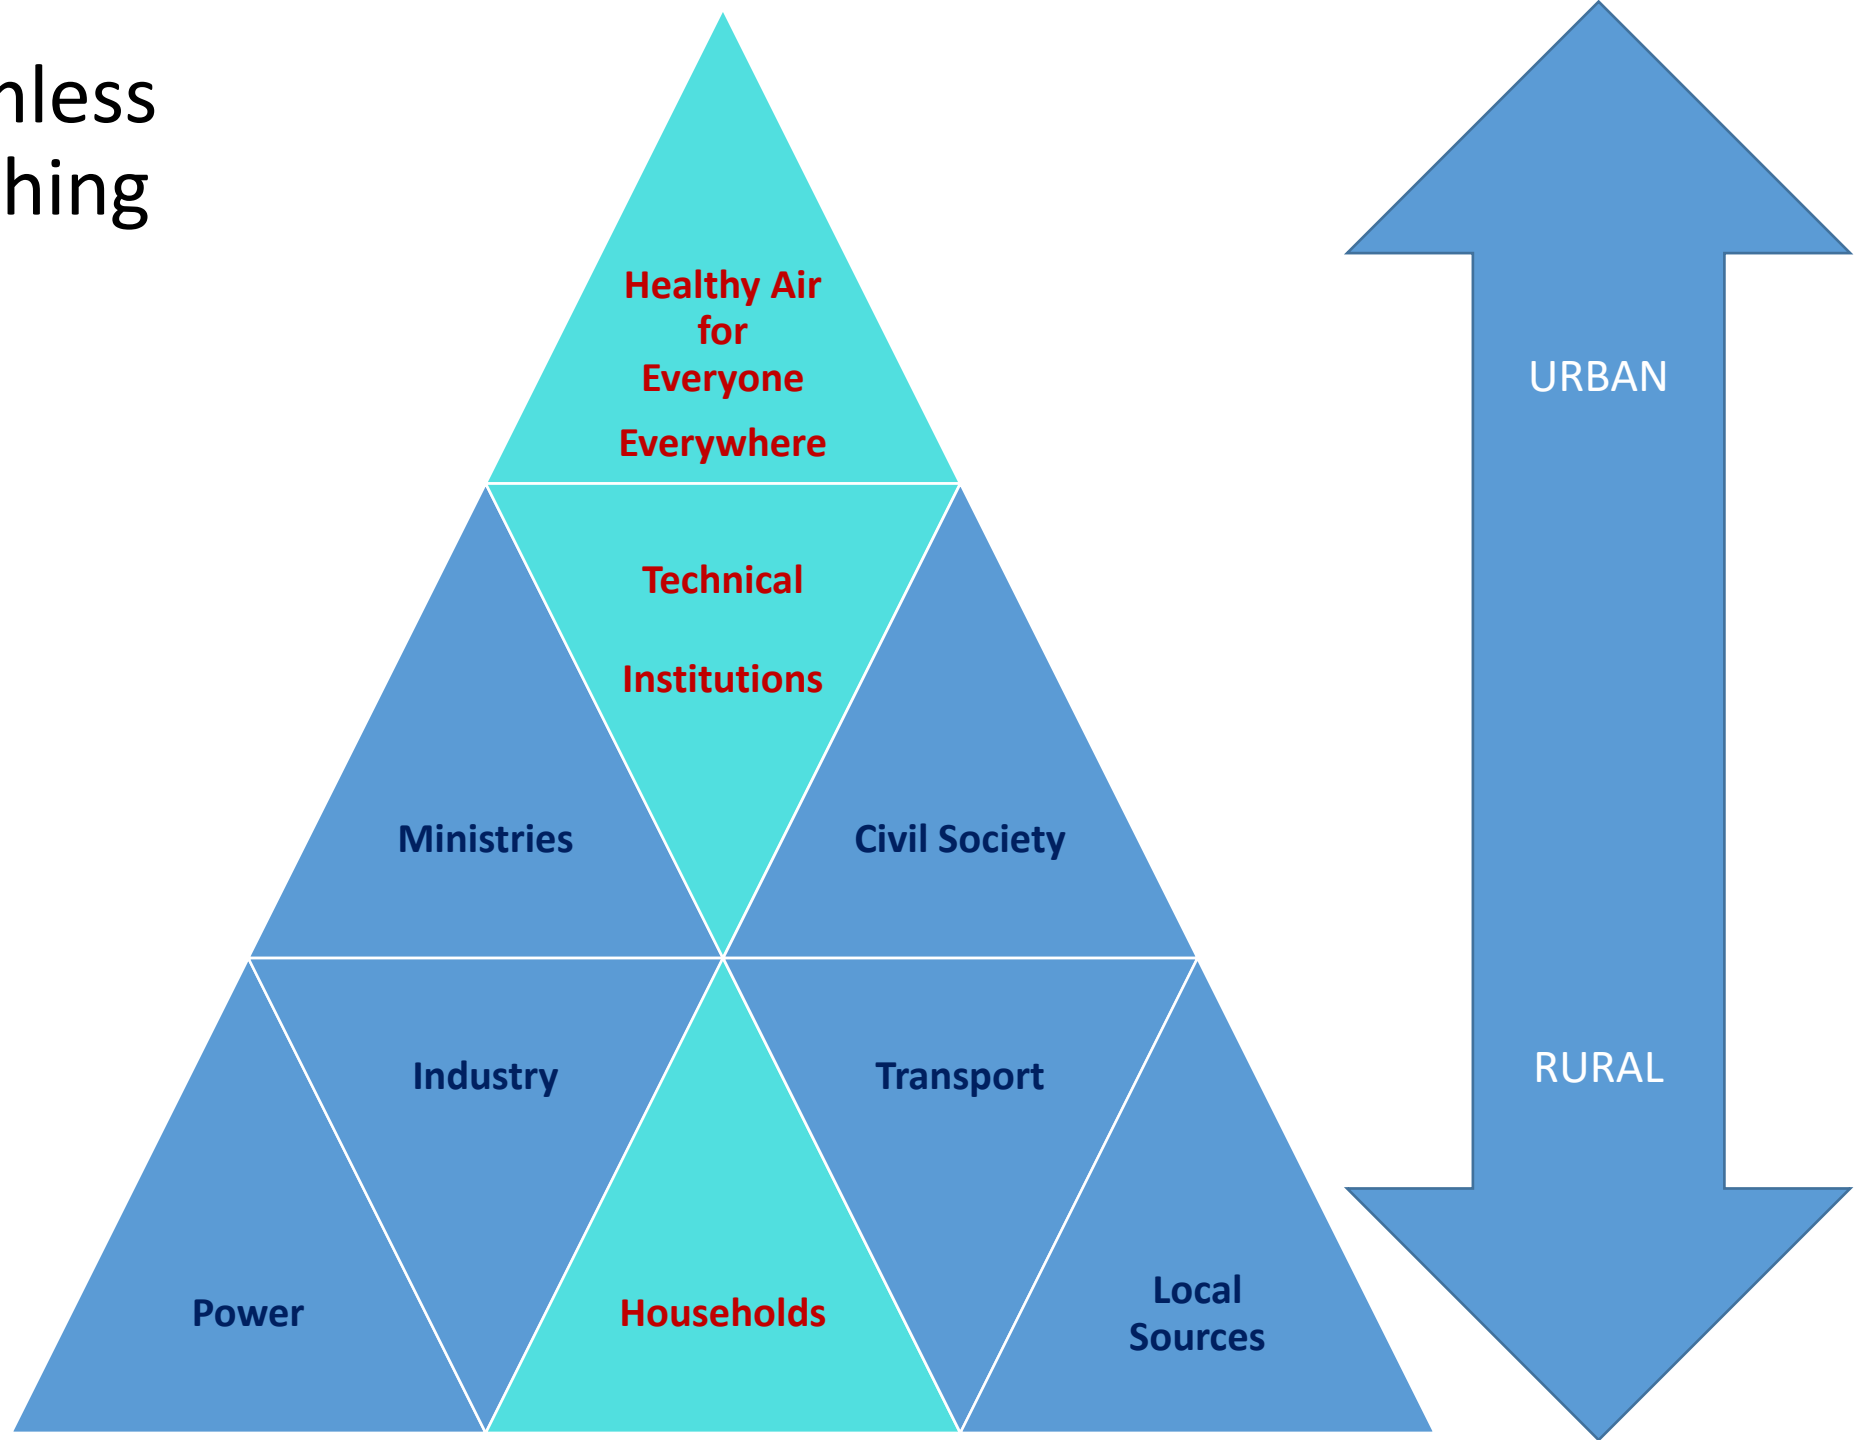 nless
hing
Healthy Air
for
Everyone
Everywhere
Technical
Institutions
Ministries
Civil Society
Industry
Transport
Power
Households
Local
Sources
URBAN
RURAL